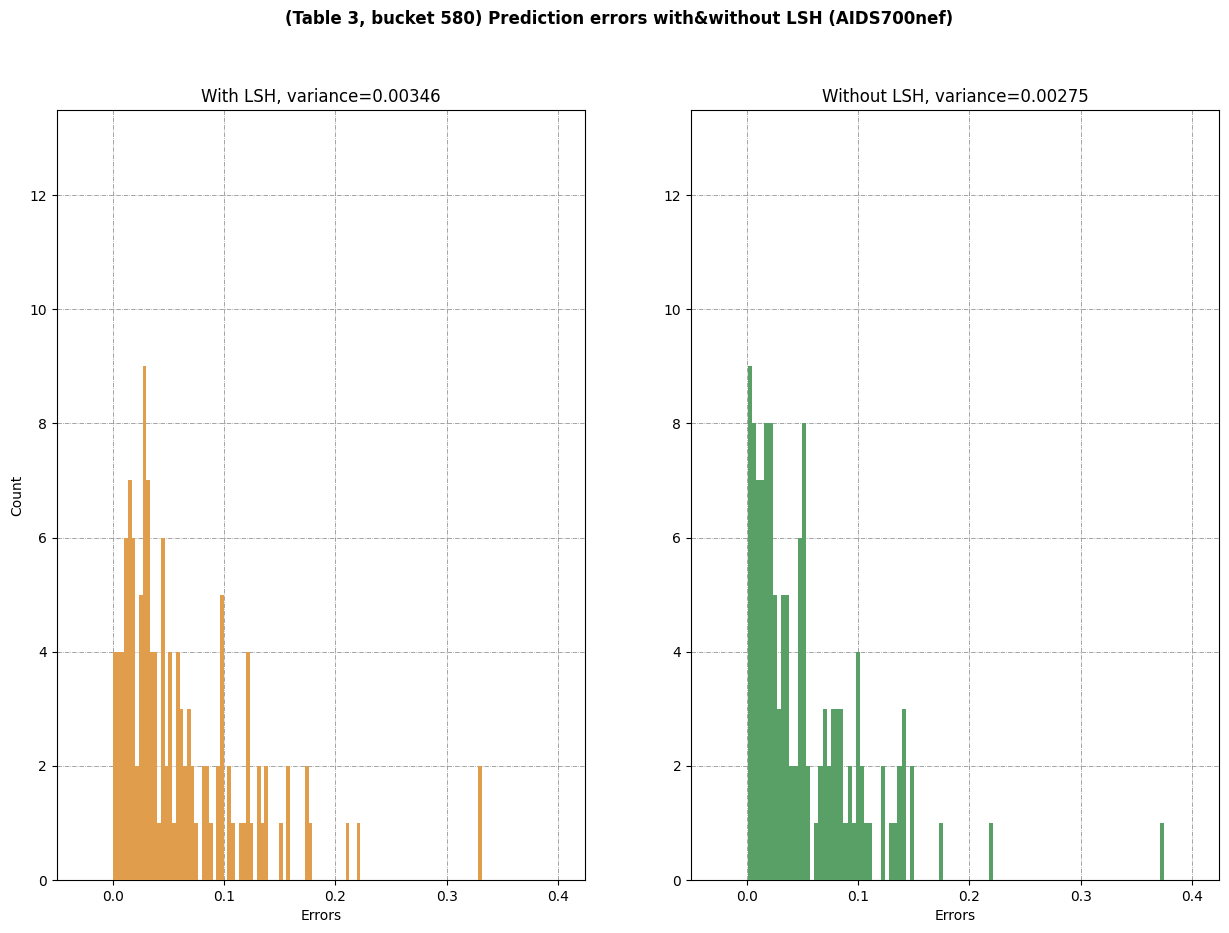 (Table 3, bucket 580) Prediction errors with&without LSH (AIDS700nef)
With LSH, variance=0.00346
12
10
8
6
4
2
0
Count
0.0 0.1 0.2 0.3 0.4
Errors
Without LSH, variance=0.00275
12
10
8
6
4
2
0
0.0 0.1 0.2 0.3 0.4
Errors